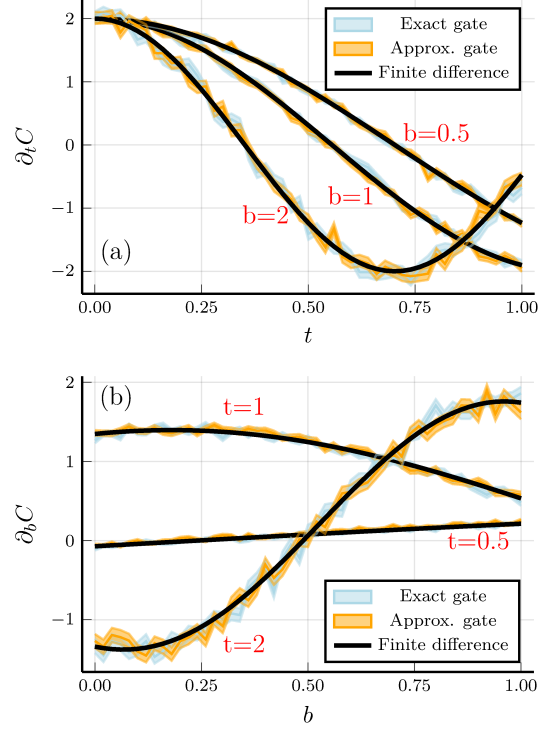 2
1
0
−1
−2
∂tC
Exact gate
Approx. gate
Finite difference
b=0.5
b=1
b=2
(a)
0.00 0.25 0.50 0.75 1.00
t
(b)
2
1
0
−1
∂bC
t=1
t=0.5
t=2
Exact gate
Approx. gate
Finite difference
0.00 0.25 0.50 0.75 1.00
b